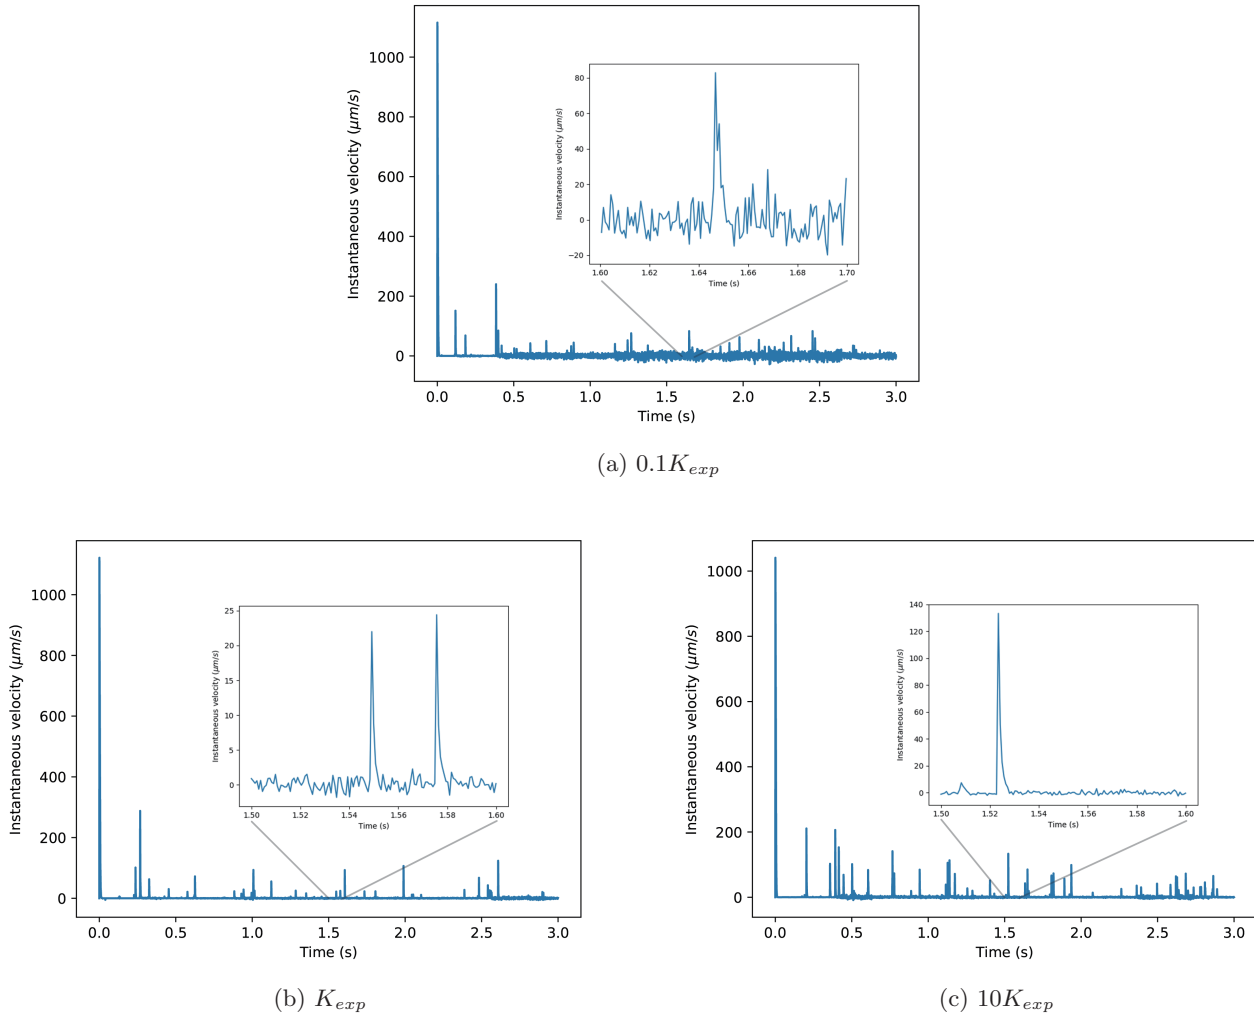 1000
800
600
400
200
0
Instantaneous velocity (μm/s)
0.0 0.5 1.0 1.5 2.0 2.5 3.0
Time (s)
80
60
40
20
0
−20
Instantaneous velocity (μm/s)
1.60 1.62 1.64 1.66 1.68 1.70
Time (s)
(a) 0.1K_{exp}
1000
800
600
400
200
0
Instantaneous velocity (μm/s)
0.0 0.5 1.0 1.5 2.0 2.5 3.0
Time (s)
25
20
15
10
5
0
Instantaneous velocity (μm/s)
1.50 1.52 1.54 1.56 1.58 1.60
Time (s)
(b) K_{exp}
1000
800
600
400
200
0
Instantaneous velocity (μm/s)
0.0 0.5 1.0 1.5 2.0 2.5 3.0
Time (s)
140
120
100
80
60
40
20
0
Instantaneous velocity (μm/s)
1.50 1.52 1.54 1.56 1.58 1.60
Time (s)
(c) 10K_{exp}